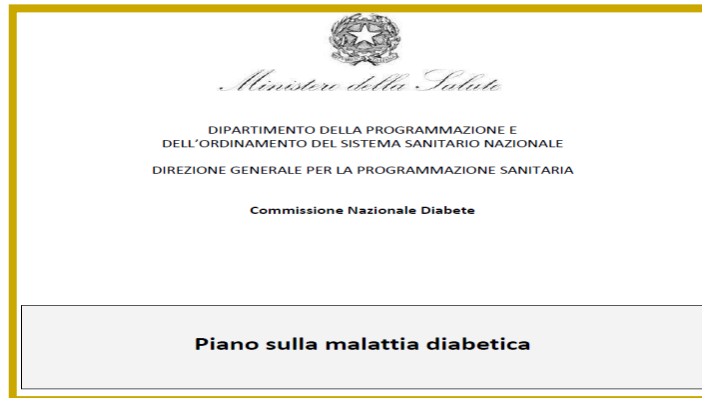 Ministero della Salute
DIPARTIMENTO DELLA PROGRAMMAZIONE E
DELL'ORDINAMENTO DEL SISTEMA SANITARIO NAZIONALE
DIREZIONE GENERALE PER LA PROGRAMMAZIONE SANITARIA
Commissione Nazionale Diabete
Piano sulla malattia diabetica